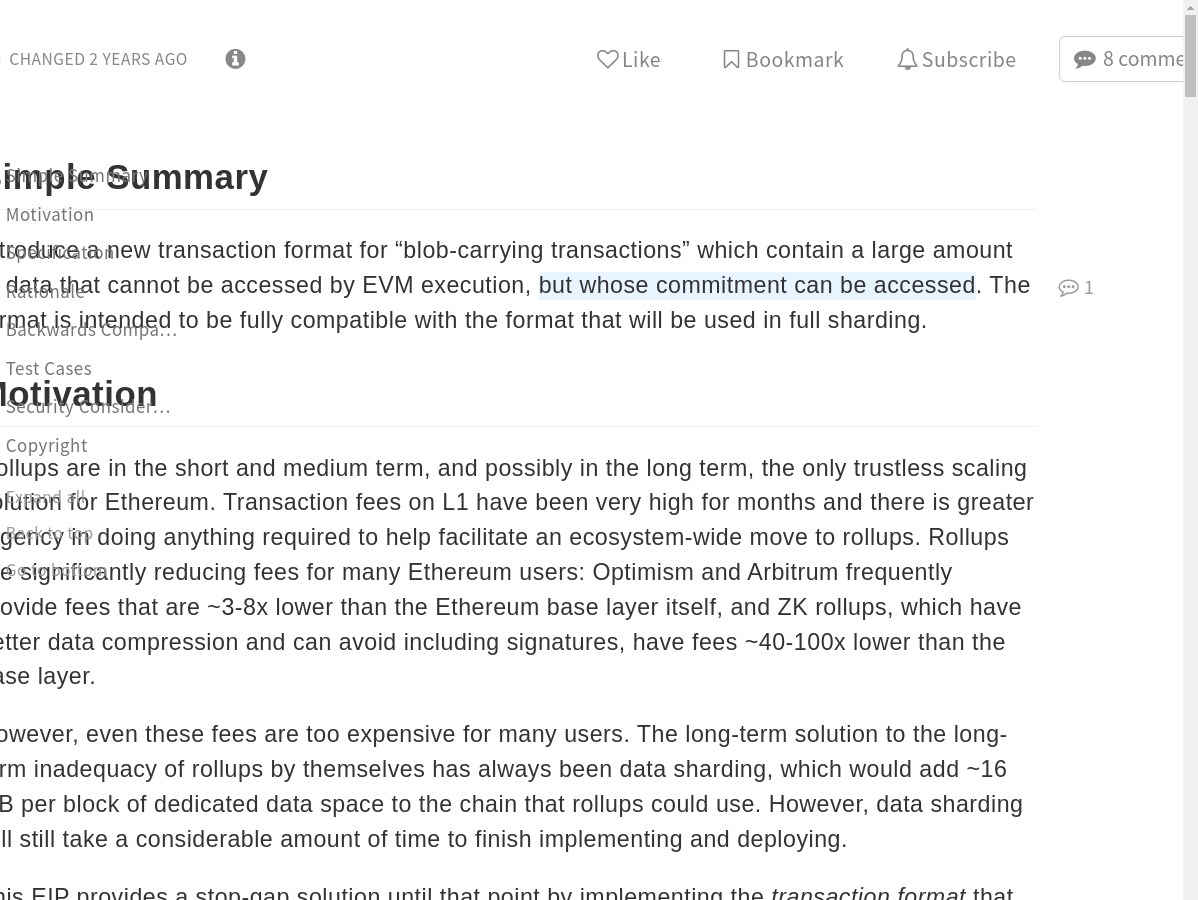 CHANGED 2 YEARS AGO
Like
Bookmark
Subscribe
8 comme
imple Summary
Simple Summary
Motivation
troduce a new transaction format for “blob-carrying transactions” which contain a large amount
Specification
data that cannot be accessed by EVM execution, but whose commitment can be accessed. The
1
Rationale
rmat is intended to be fully compatible with the format that will be used in full sharding.
Backwards Compa…
Test Cases
otivation
Security Consider…
Copyright
ollups are in the short and medium term, and possibly in the long term, the only trustless scaling
Expand all
olution for Ethereum. Transaction fees on L1 have been very high for months and there is greater
Back to top
gency in doing anything required to help facilitate an ecosystem-wide move to rollups. Rollups
Go to bottom
e significantly reducing fees for many Ethereum users: Optimism and Arbitrum frequently
ovide fees that are ~3-8x lower than the Ethereum base layer itself, and ZK rollups, which have
etter data compression and can avoid including signatures, have fees ~40-100x lower than the
ase layer.
owever, even these fees are too expensive for many users. The long-term solution to the long-
rm inadequacy of rollups by themselves has always been data sharding, which would add ~16
B per block of dedicated data space to the chain that rollups could use. However, data sharding
ll still take a considerable amount of time to finish implementing and deploying.
his EIP provides a stop-gap solution until that point by implementing the transaction format that